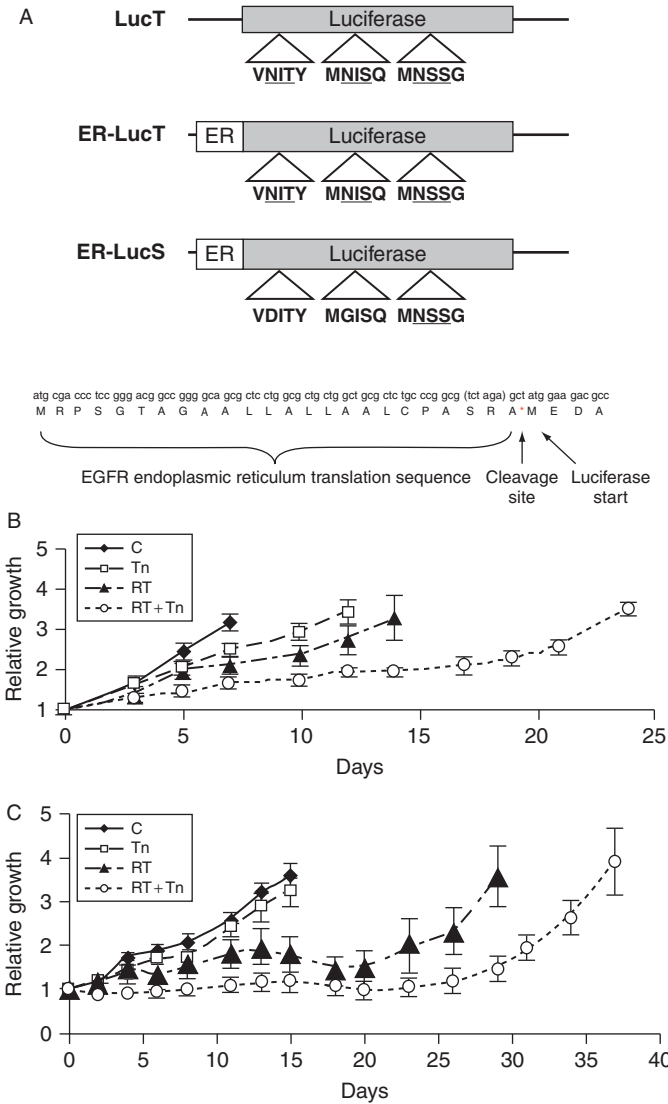 A
LucT
Luciferase
VNITY MNISQ MNSSG
ER-LucT
ER Luciferase
VNITY MNISQ MNSSG
ER-LucS
ER Luciferase
VDITY MGISQ MNSSG
atg cga ccc tcc ggg acg gcc ggg gca gcg ctc ctg gcg ctg ctg gct gcg ctc tgc ccg gcg (tct aga) gct atg gaa gac gcc
M R P S G T A G A A L L A L L A A L C P A S R A * M E D A
EGFR endoplasmic reticulum translation sequence
Cleavage site
Luciferase start
B
Relative growth
5
4
3
2
1
C
Tn
RT
RT+Tn
0 5 10 15 20 25
Days
C
Relative growth
5
4
3
2
1
0
C
Tn
RT
RT+Tn
0 5 10 15 20 25 30 35 40
Days